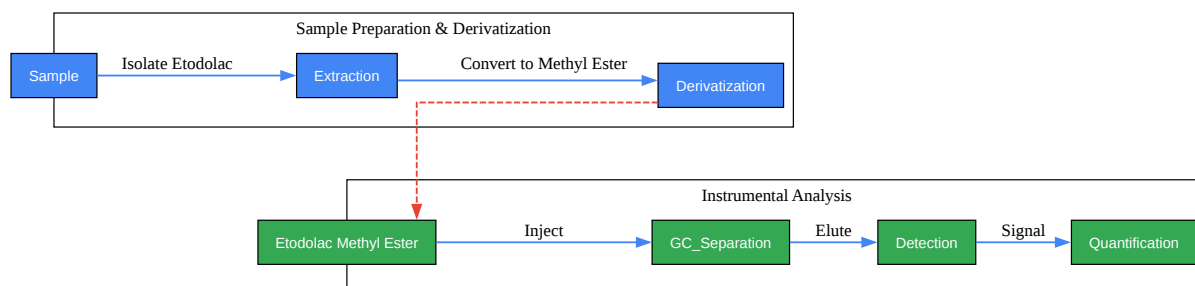 Sample Preparation & Derivatization
Sample
Isolate Etodolac
Extraction
Convert to Methyl Ester
Derivatization
Instrumental Analysis
Etodolac Methyl Ester
Inject
GC_Separation
Elute
Detection
Signal
Quantification